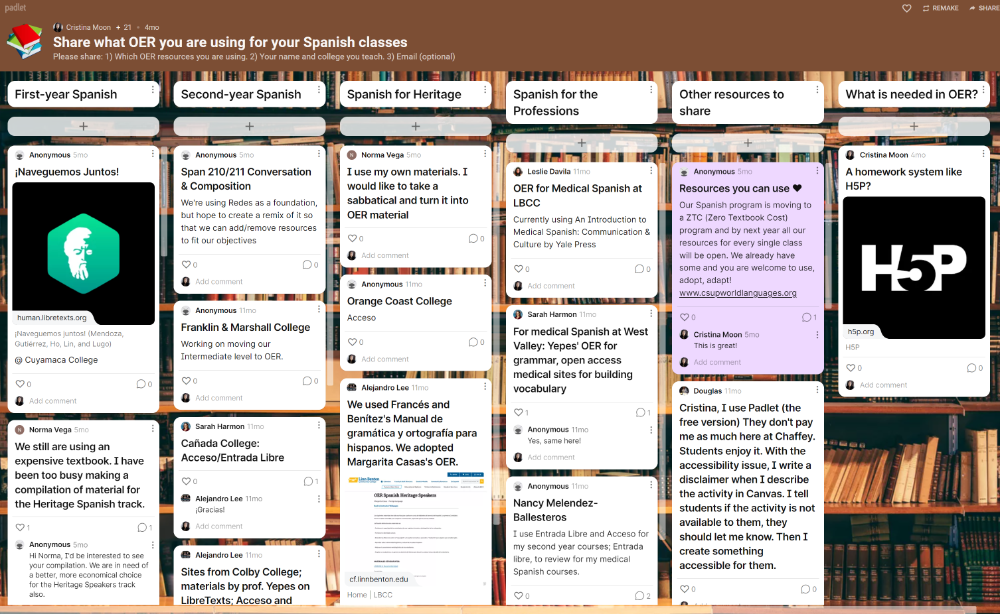 padlet
REMAKE
SHARE
Cristina Moon + 21 • 4mo
Share what OER you are using for your Spanish classes
Please share: 1) Which OER resources you are using. 2) Your name and college you teach. 3) Email (optional)
First-year Spanish
Anonymous 5mo
¡Naveguemos Juntos!
human.libretexts.org
¡Naveguemos juntos! (Mendoza,
Gutiérrez, Ho, Lin, and Lugo)
@ Cuyamaca College
0
0
Add comment
Norma Vega 5mo
We still are using an
expensive textbook. I have
been too busy making a
compilation of material for
the Heritage Spanish track.
1
1
Anonymous 5mo
Hi Norma, I'd be interested to see
your compilation. We are in need of
a better, more economical choice
for the Heritage Speakers track
also.
Second-year Spanish
Anonymous 5mo
Span 210/211 Conversation
& Composition
We're using Redes as a foundation,
but hope to create a remix of it so
that we can add/remove resources
to fit our objectives
0
0
Add comment
Anonymous 11mo
Franklin & Marshall College
Working on moving our
Intermediate level to OER.
0
0
Add comment
Sarah Harmon 11mo
Cañada College:
Acceso/Entrada Libre
0
1
Alejandro Lee 11mo
¡Gracias!
Add comment
Alejandro Lee 11mo
Sites from Colby College;
materials by prof. Yepes on
LibreTexts; Acceso and
Spanish for Heritage
N
Norma Vega 5mo
I use my own materials. I
would like to take a
sabbatical and turn it into
OER material
0
0
Add comment
Anonymous 11mo
Orange Coast College
Acceso
0
0
Add comment
Alejandro Lee 11mo
We used Francés and
Benítez's Manual de
gramática y ortografía para
hispanos. We adopted
Margarita Casas's OER.
Linn-Benton
OER Spanish Heritage Speakers
cf.linnbenton.edu
Home | LBCC
Spanish for the
Professions
Leslie Davila 11mo
OER for Medical Spanish at
LBCC
Currently using An Introduction to
Medical Spanish: Communication &
Culture by Yale Press
0
0
Add comment
Sarah Harmon 11mo
For medical Spanish at West
Valley: Yepes' OER for
grammar, open access
medical sites for building
vocabulary
1
1
Anonymous 11mo
Yes, same here!
Add comment
Anonymous 11mo
Nancy Melendez-
Ballesteros
I use Entrada Libre and Acceso for
my second year courses; Entrada
libre, to review for my medical
Spanish courses.
0
2
Other resources to
share
Anonymous 5mo
Resources you can use ♥
Our Spanish program is moving to
a ZTC (Zero Textbook Cost)
program and by next year all our
resources for every single class
will be open. We already have
some and you are welcome to use,
adopt, adapt!
www.csupworldlanguages.org
0
1
Cristina Moon 5mo
This is great!
Add comment
Douglas 11mo
Cristina, I use Padlet (the
free version) They don't pay
me as much here at Chaffey.
Students enjoy it. With the
accessibility issue, I write a
disclaimer when I describe
the activity in Canvas. I tell
students if the activity is not
available to them, they
should let me know. Then I
create something
accessible for them.
0
0
What is needed in OER?
Cristina Moon 4mo
A homework system like
H5P?
H5P
h5p.org
H5P
0
0
Add comment